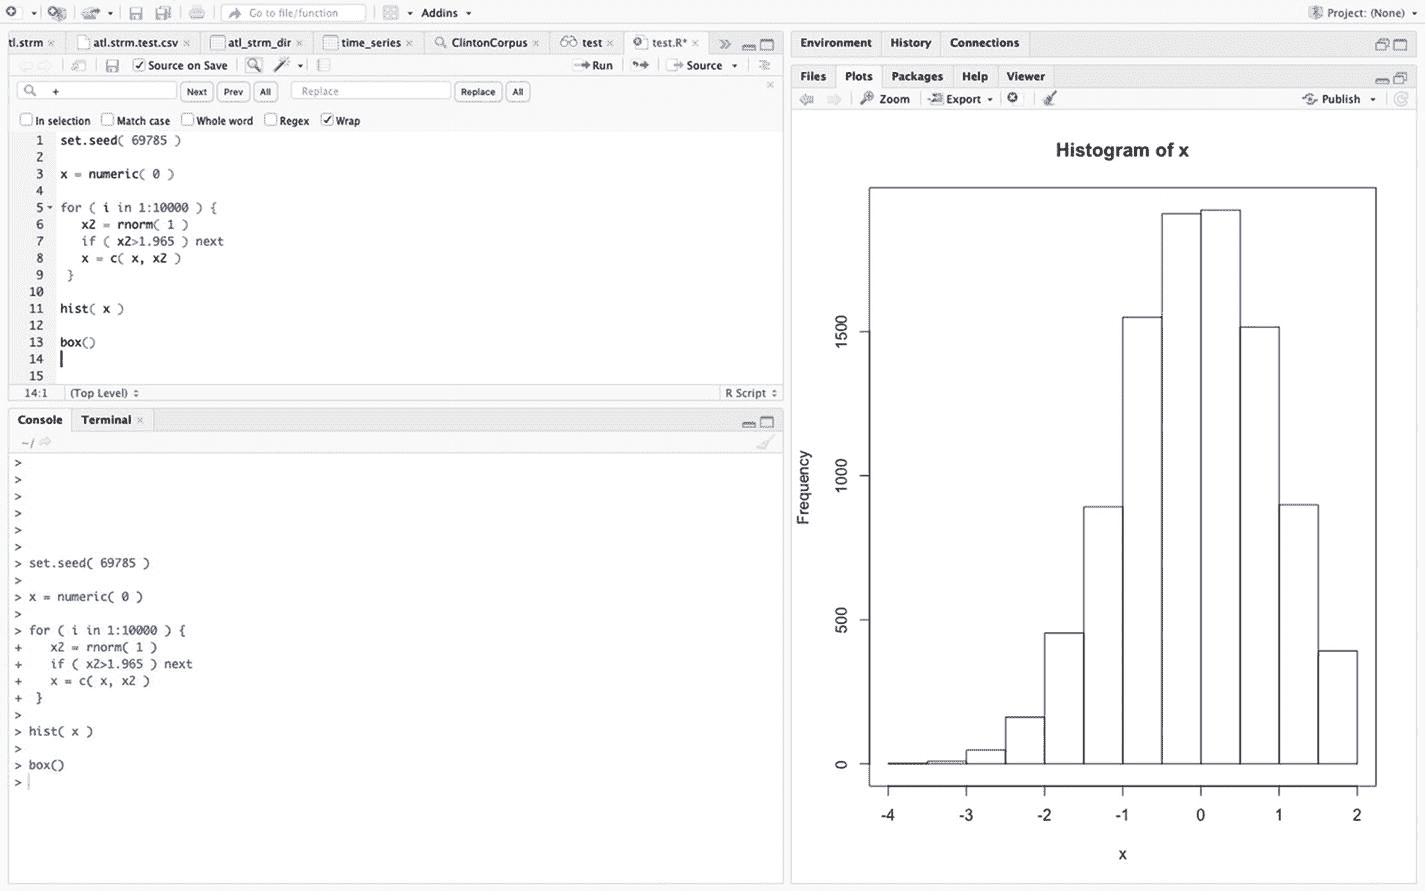 Go to file/function
Addins
Project: (None)
tl.strm
atl.strm.test.csv
atl_strm_dir
time_series
ClintonCorpus
test
test.R*
Source on Save
Run
Source
+
Next
Prev
All
Replace
Replace
All
In selection
Match case
Whole word
Regex
Wrap
1 set.seed( 69785 )
2
3 x = numeric( 0 )
4
5 for ( i in 1:10000 ) {
6 x2 = rnorm( 1 )
7 if ( x2>1.965 ) next
8 x = c( x, x2 )
9 }
10
11 hist( x )
12
13 box()
14
15
14:1 (Top Level) R Script
Console Terminal
~/
>
>
>
>
>
>
> set.seed( 69785 )
>
> x = numeric( 0 )
>
> for ( i in 1:10000 ) {
+ x2 = rnorm( 1 )
+ if ( x2>1.965 ) next
+ x = c( x, x2 )
+ }
>
> hist( x )
>
> box()
>
Environment History Connections
Files Plots Packages Help Viewer
Zoom Export Publish
Histogram of x
Frequency
1500
1000
500
0
-4 -3 -2 -1 0 1 2
x